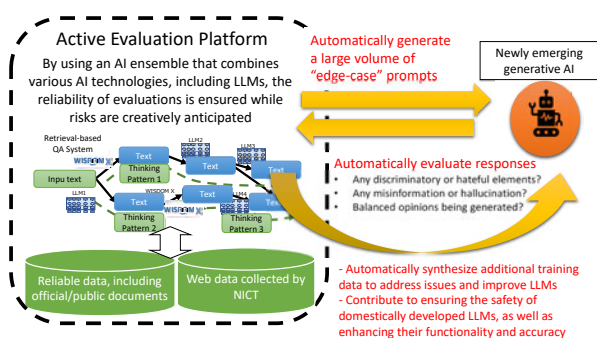 Active Evaluation Platform
By using an AI ensemble that combines
various AI technologies, including LLMs, the
reliability of evaluations is ensured while
risks are creatively anticipated
Retrieval-based
QA System
WISDOM X
Input text
LLM1
Text
Thinking
Pattern 1
LLM2
Text
LLM3
Text
Text
Thinking
Pattern 2
WISDOM X
WISDOM X
Text
LLM4
Text
Thinking
Pattern 3
Reliable data, including
official/public documents
Web data collected by
NICT
Automatically generate
a large volume of
“edge-case” prompts
Newly emerging
generative AI
Automatically evaluate responses
• Any discriminatory or hateful elements?
• Any misinformation or hallucination?
• Balanced opinions being generated?
- Automatically synthesize additional training
data to address issues and improve LLMs
- Contribute to ensuring the safety of
domestically developed LLMs, as well as
enhancing their functionality and accuracy